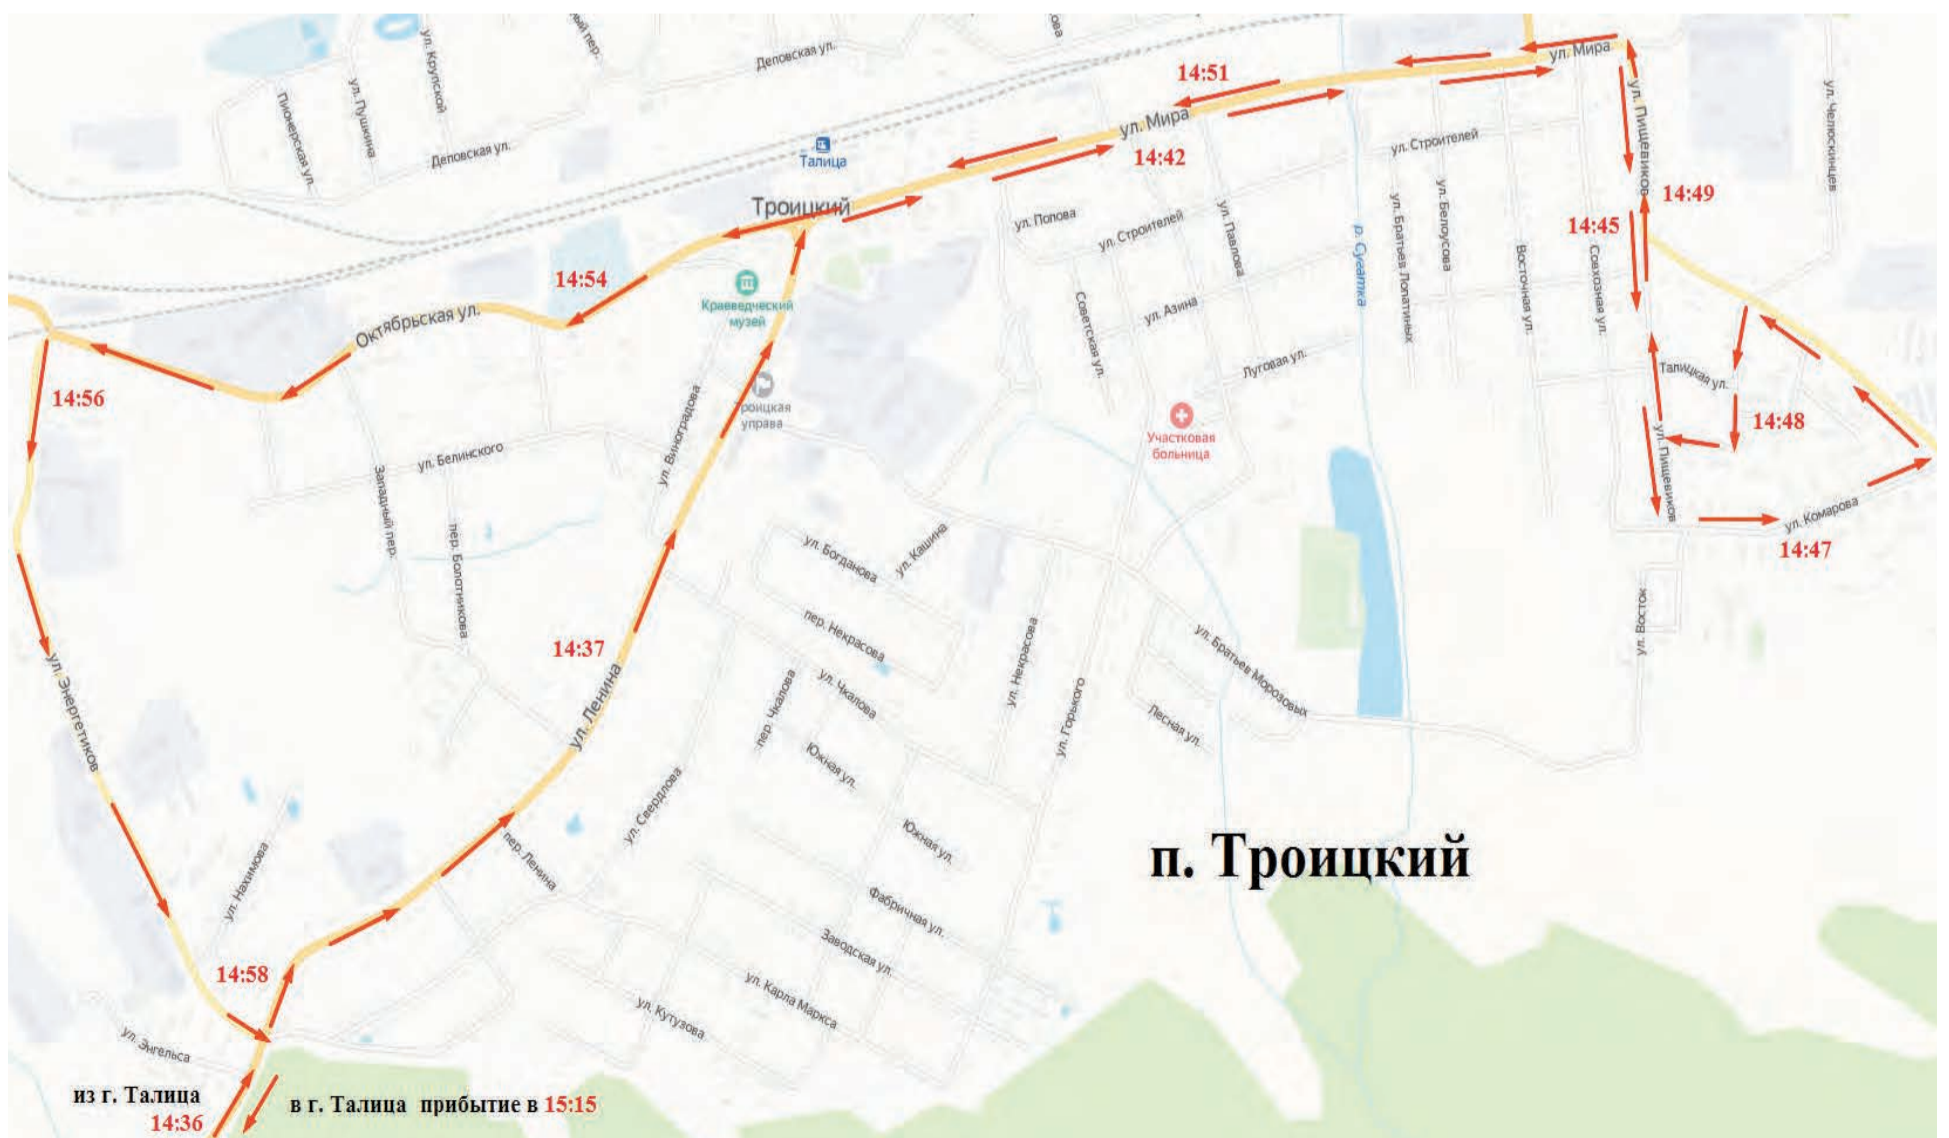 ул. Крупской
ул. Пушкина
Пионерская ул.
Деповская ул.
Деповская ул.
Талица
Троицкий
14:51
ул. Мира
14:42
ул. Мира
ул. Пищевиков
ул. Челюскинцев
14:49
14:45
ул. Строителей
ул. Попова
ул. Строителей
ул. Павлова
р. Сугатка
ул. Братьев Лопатиных
ул. Белоусова
Восточная ул.
Совхозная ул.
14:54
Краеведческий
музей
Октябрьская ул.
Советская ул.
ул. Азина
Луговая ул.
Талицкая ул.
14:56
Троицкая
управа
ул. Виноградова
Участковая
больница
14:48
ул. Белинского
Западный пер.
пер. Болотникова
ул. Пищевиков
ул. Комарова
14:47
ул. Богданова
ул. Кашина
пер. Некрасова
ул. Некрасова
ул. Чкалова
пер. Чкалова
ул. Горького
ул. Братьев Морозовых
Лесная ул.
ул. Восток
14:37
ул. Ленина
ул. Энергетиков
Южная ул.
Южная ул.
ул. Свердлова
пер. Ленина
ул. Нахимова
Фабричная ул.
Заводская ул.
ул. Карла Маркса
ул. Кутузова
п. Троицкий
14:58
ул. Энгельса
из г. Талица
14:36
в г. Талица прибытие в 15:15